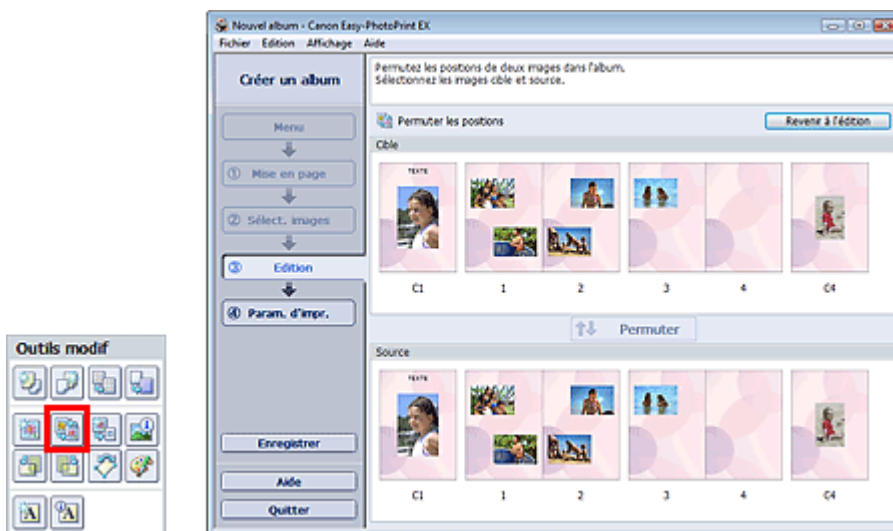 Nouvel album - Canon Easy-PhotoPrint EX
Fichier Edition Affichage Aide
Créer un album
Permutez les positions de deux images dans l'album.
Sélectionnez les images cible et source.
Menu
① Mise en page
② Sélect. images
③ Edition
④ Param. d'impr.
Enregistrer
Aide
Quitter
Permuter les positions
Revenir à l'édition
Cible
TEXTE
C1 1 2 3 4 C4
Permuter
Source
TEXTE
C1 1 2 3 4 C4
Outils modif